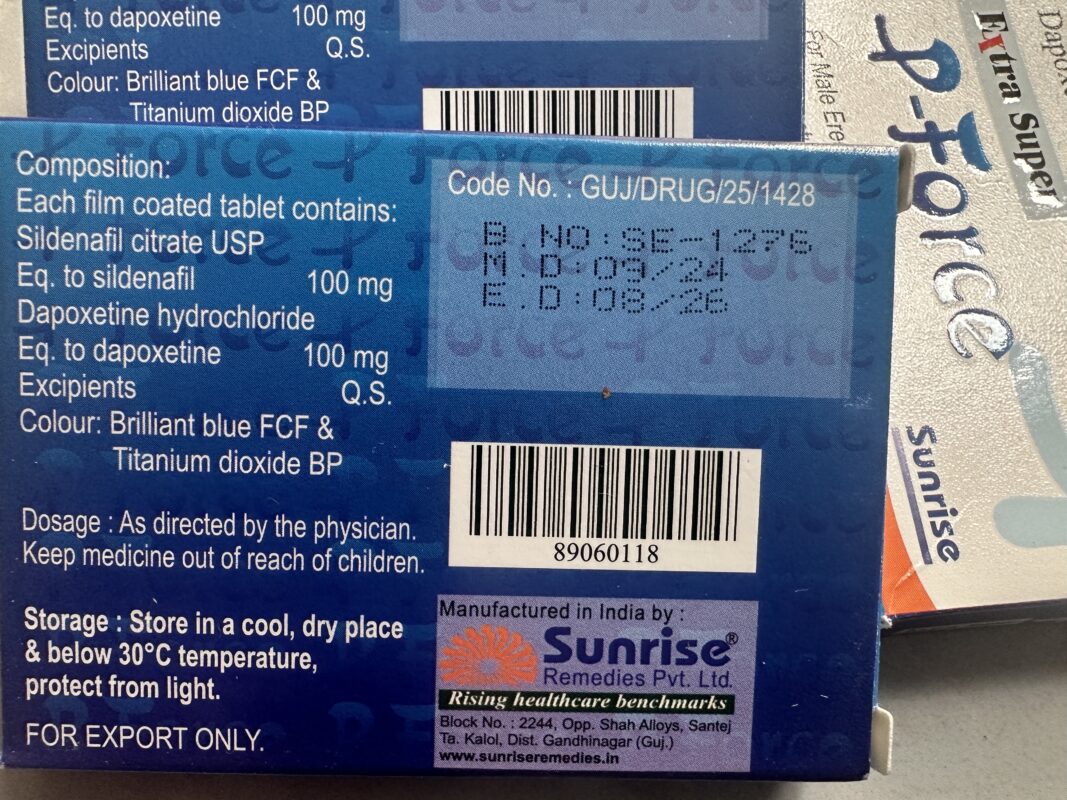 Eq. to dapoxetine 100 mg
Excipients Q.S.
Colour: Brilliant blue FCF &
Titanium dioxide BP
Composition:
Each film coated tablet contains:
Sildenafil citrate USP
Eq. to sildenafil 100 mg
Dapoxetine hydrochloride
Eq. to dapoxetine 100 mg
Excipients Q.S.
Colour: Brilliant blue FCF &
Titanium dioxide BP
Dosage : As directed by the physician.
Keep medicine out of reach of children.
Storage : Store in a cool, dry place
& below 30°C temperature,
protect from light.
FOR EXPORT ONLY.
Code No. : GUJ/DRUG/25/1428
B.NO:SE-1276
M.D:09/24
E.D:08/26
89060118
Manufactured in India by :
Sunrise®
Remedies Pvt. Ltd.
Rising healthcare benchmarks
Block No. : 2244, Opp. Shah Alloys, Santej
Ta. Kalol, Dist. Gandhinagar (Guj.)
www.sunriseremedies.in
Extra Super
P-Force
For Male
Sunrise